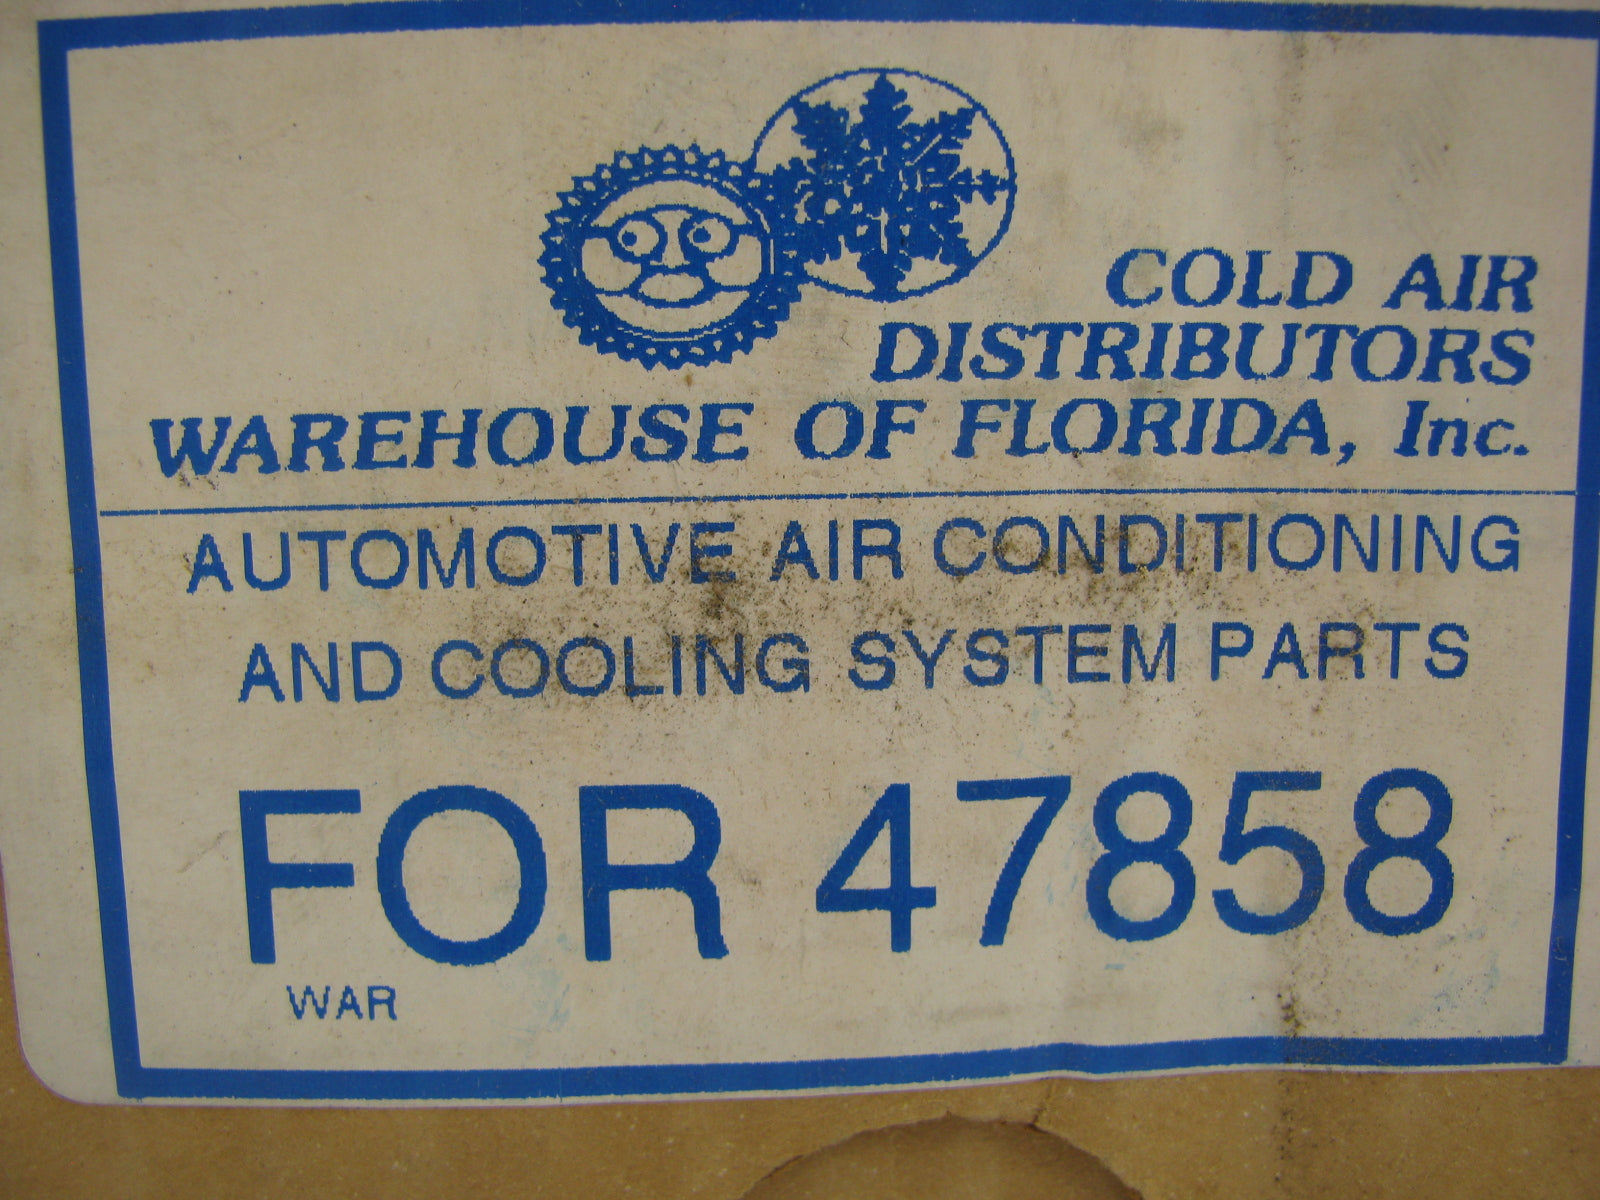 COLD AIR
DISTRIBUTORS
WAREHOUSE OF FLORIDA, Inc.
AUTOMOTIVE AIR CONDITIONING
AND COOLING SYSTEM PARTS
FOR 47858
WAR